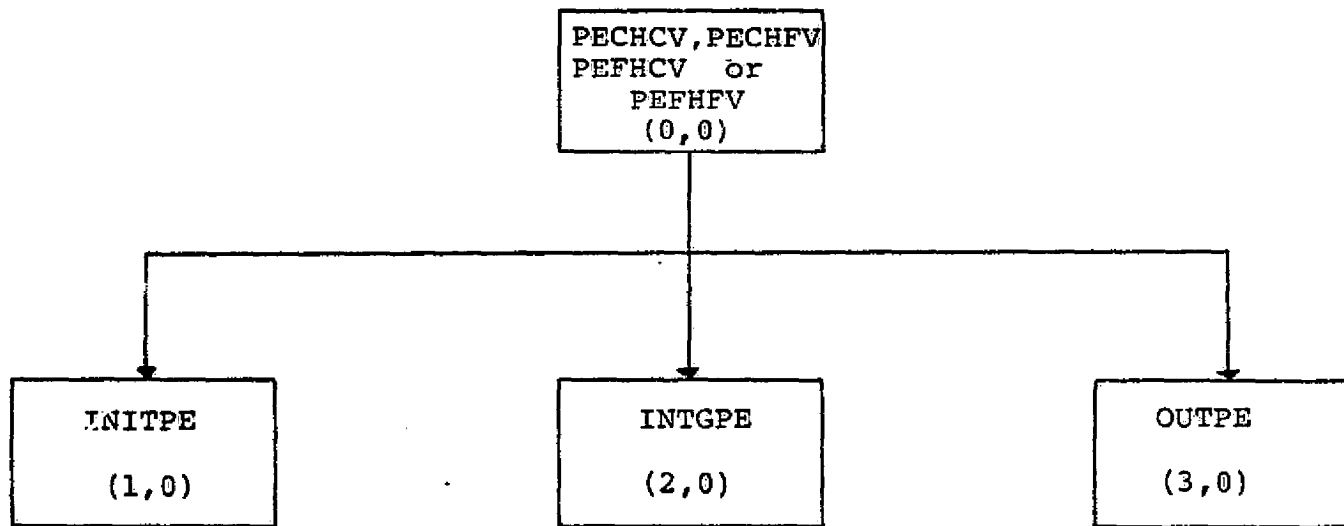 PECHCV,PECHFV
PEFHCV or
PEFHFV
(0,0)
INITPE
(1,0)
INTGPE
(2,0)
OUTPE
(3,0)